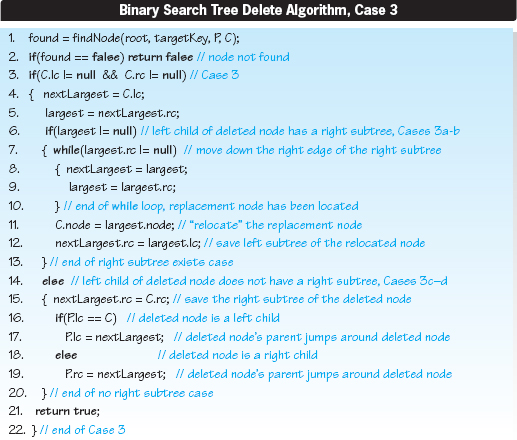 Binary Search Tree Delete Algorithm, Case 3
1. found = findNode(root, targetKey, P, C);
2. if(found == false) return false // node not found
3. if(C.lc != null && C.rc != null) // Case 3
4. { nextLargest = C.lc;
5. largest = nextLargest.rc;
6. if(largest != null) // left child of deleted node has a right subtree, Cases 3a-b
7. { while(largest.rc != null) // move down the right edge of the right subtree
8. { nextLargest = largest;
9. largest = largest.rc;
10. } // end of while loop, replacement node has been located
11. C.node = largest.node; // "relocate" the replacement node
12. nextLargest.rc = largest.lc; // save left subtree of the relocated node
13. } // end of right subtree exists case
14. else // left child of deleted node does not have a right subtree, Cases 3c–d
15. { nextLargest.rc = C.rc; // save the right subtree of the deleted node
16. if(P.lc == C) // deleted node is a left child
17. P.lc = nextLargest; // deleted node's parent jumps around deleted node
18. else // deleted node is a right child
19. P.rc = nextLargest; // deleted node's parent jumps around deleted node
20. } // end of no right subtree case
21. return true;
22. } // end of Case 3